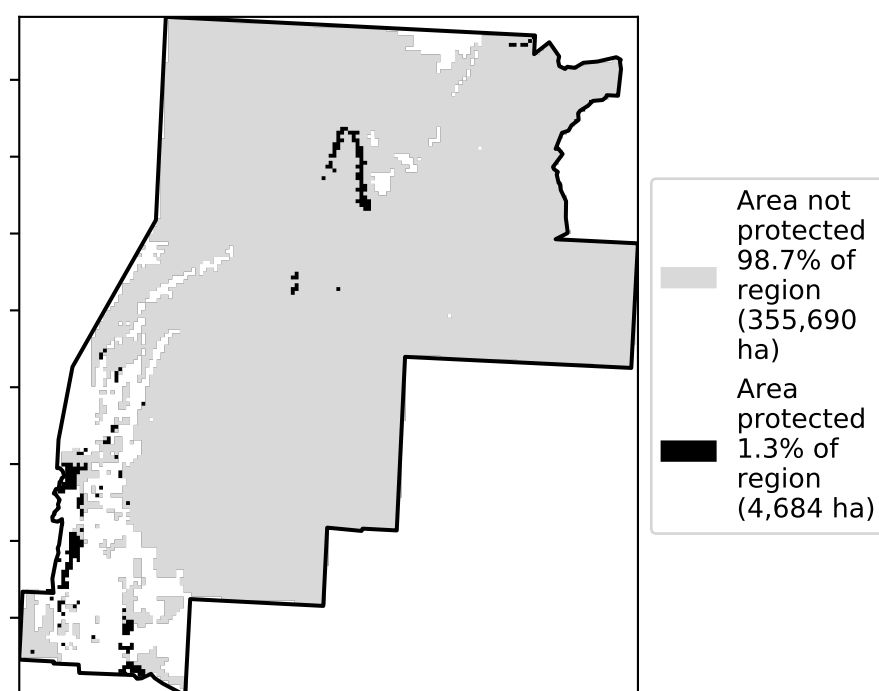 Area not
protected
98.7% of
region
(355,690
ha)
Area
protected
1.3% of
region
(4,684 ha)